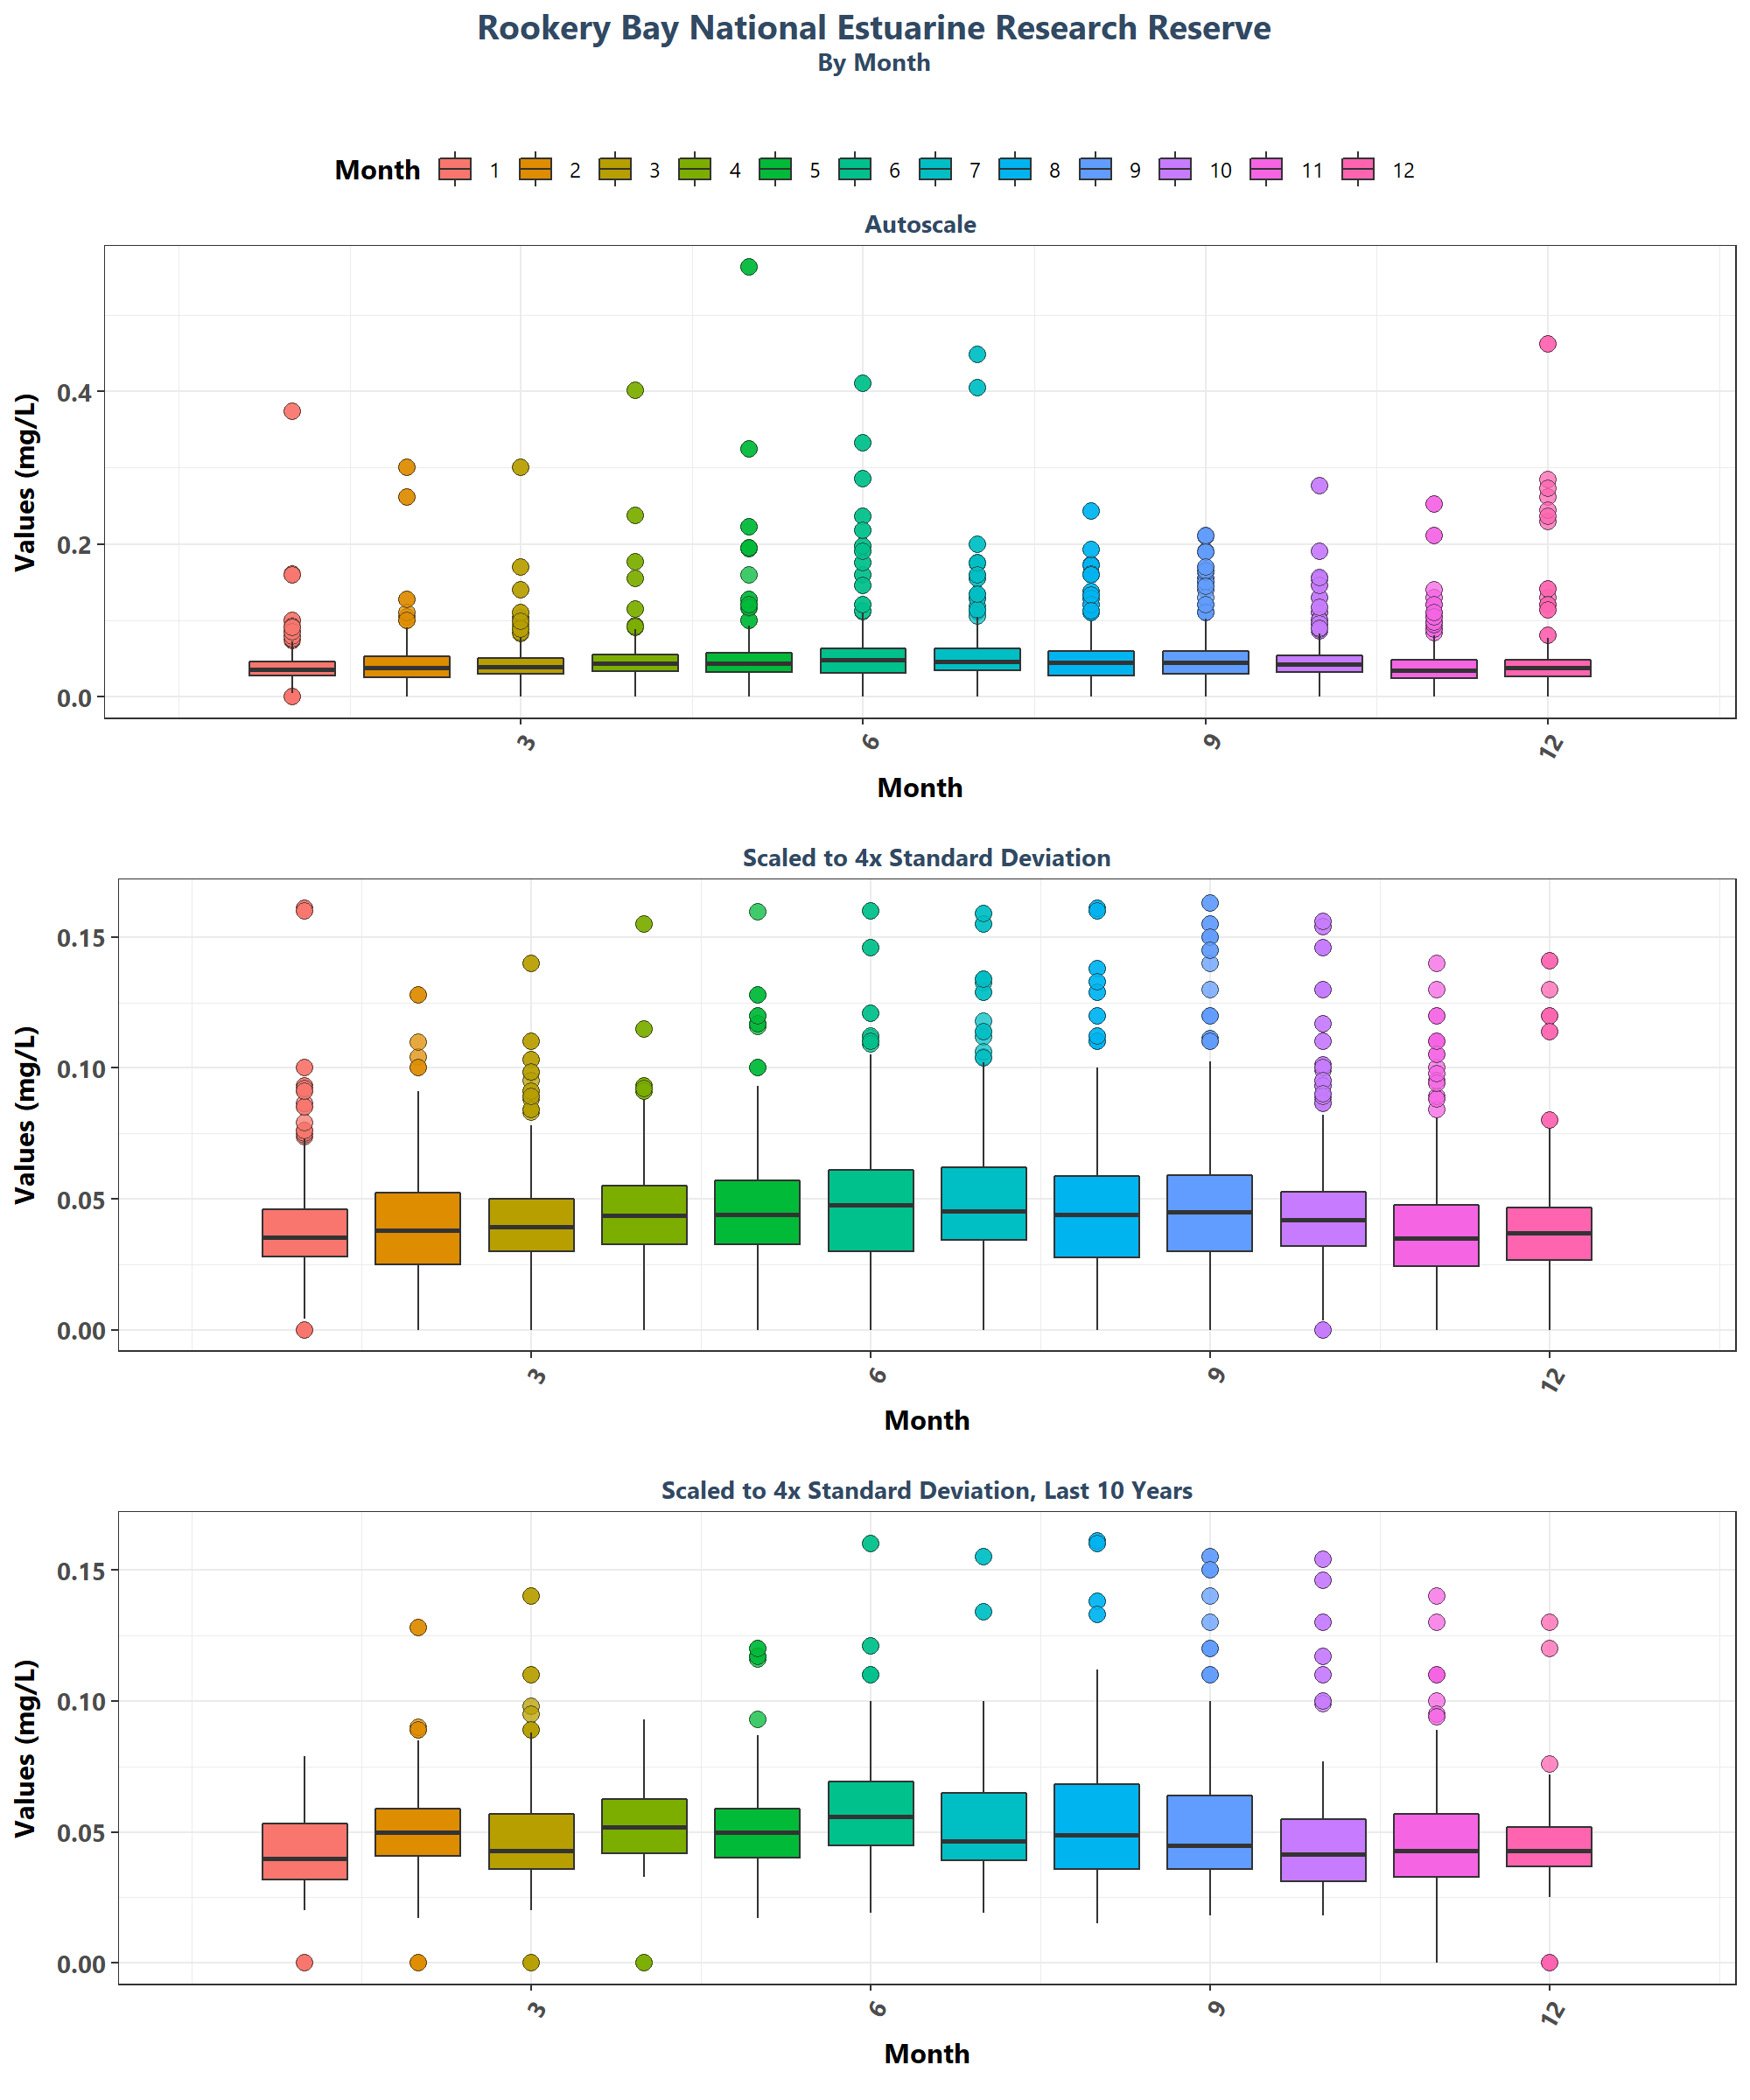 Rookery Bay National Estuarine Research Reserve
By Month
Month 1 2 3 4 5 6 7 8 9 10 11 12
Autoscale
Values (mg/L)
0.4
0.2
0.0
3 6 9 12
Month
Scaled to 4x Standard Deviation
Values (mg/L)
0.15
0.10
0.05
0.00
3 6 9 12
Month
Scaled to 4x Standard Deviation, Last 10 Years
Values (mg/L)
0.15
0.10
0.05
0.00
3 6 9 12
Month